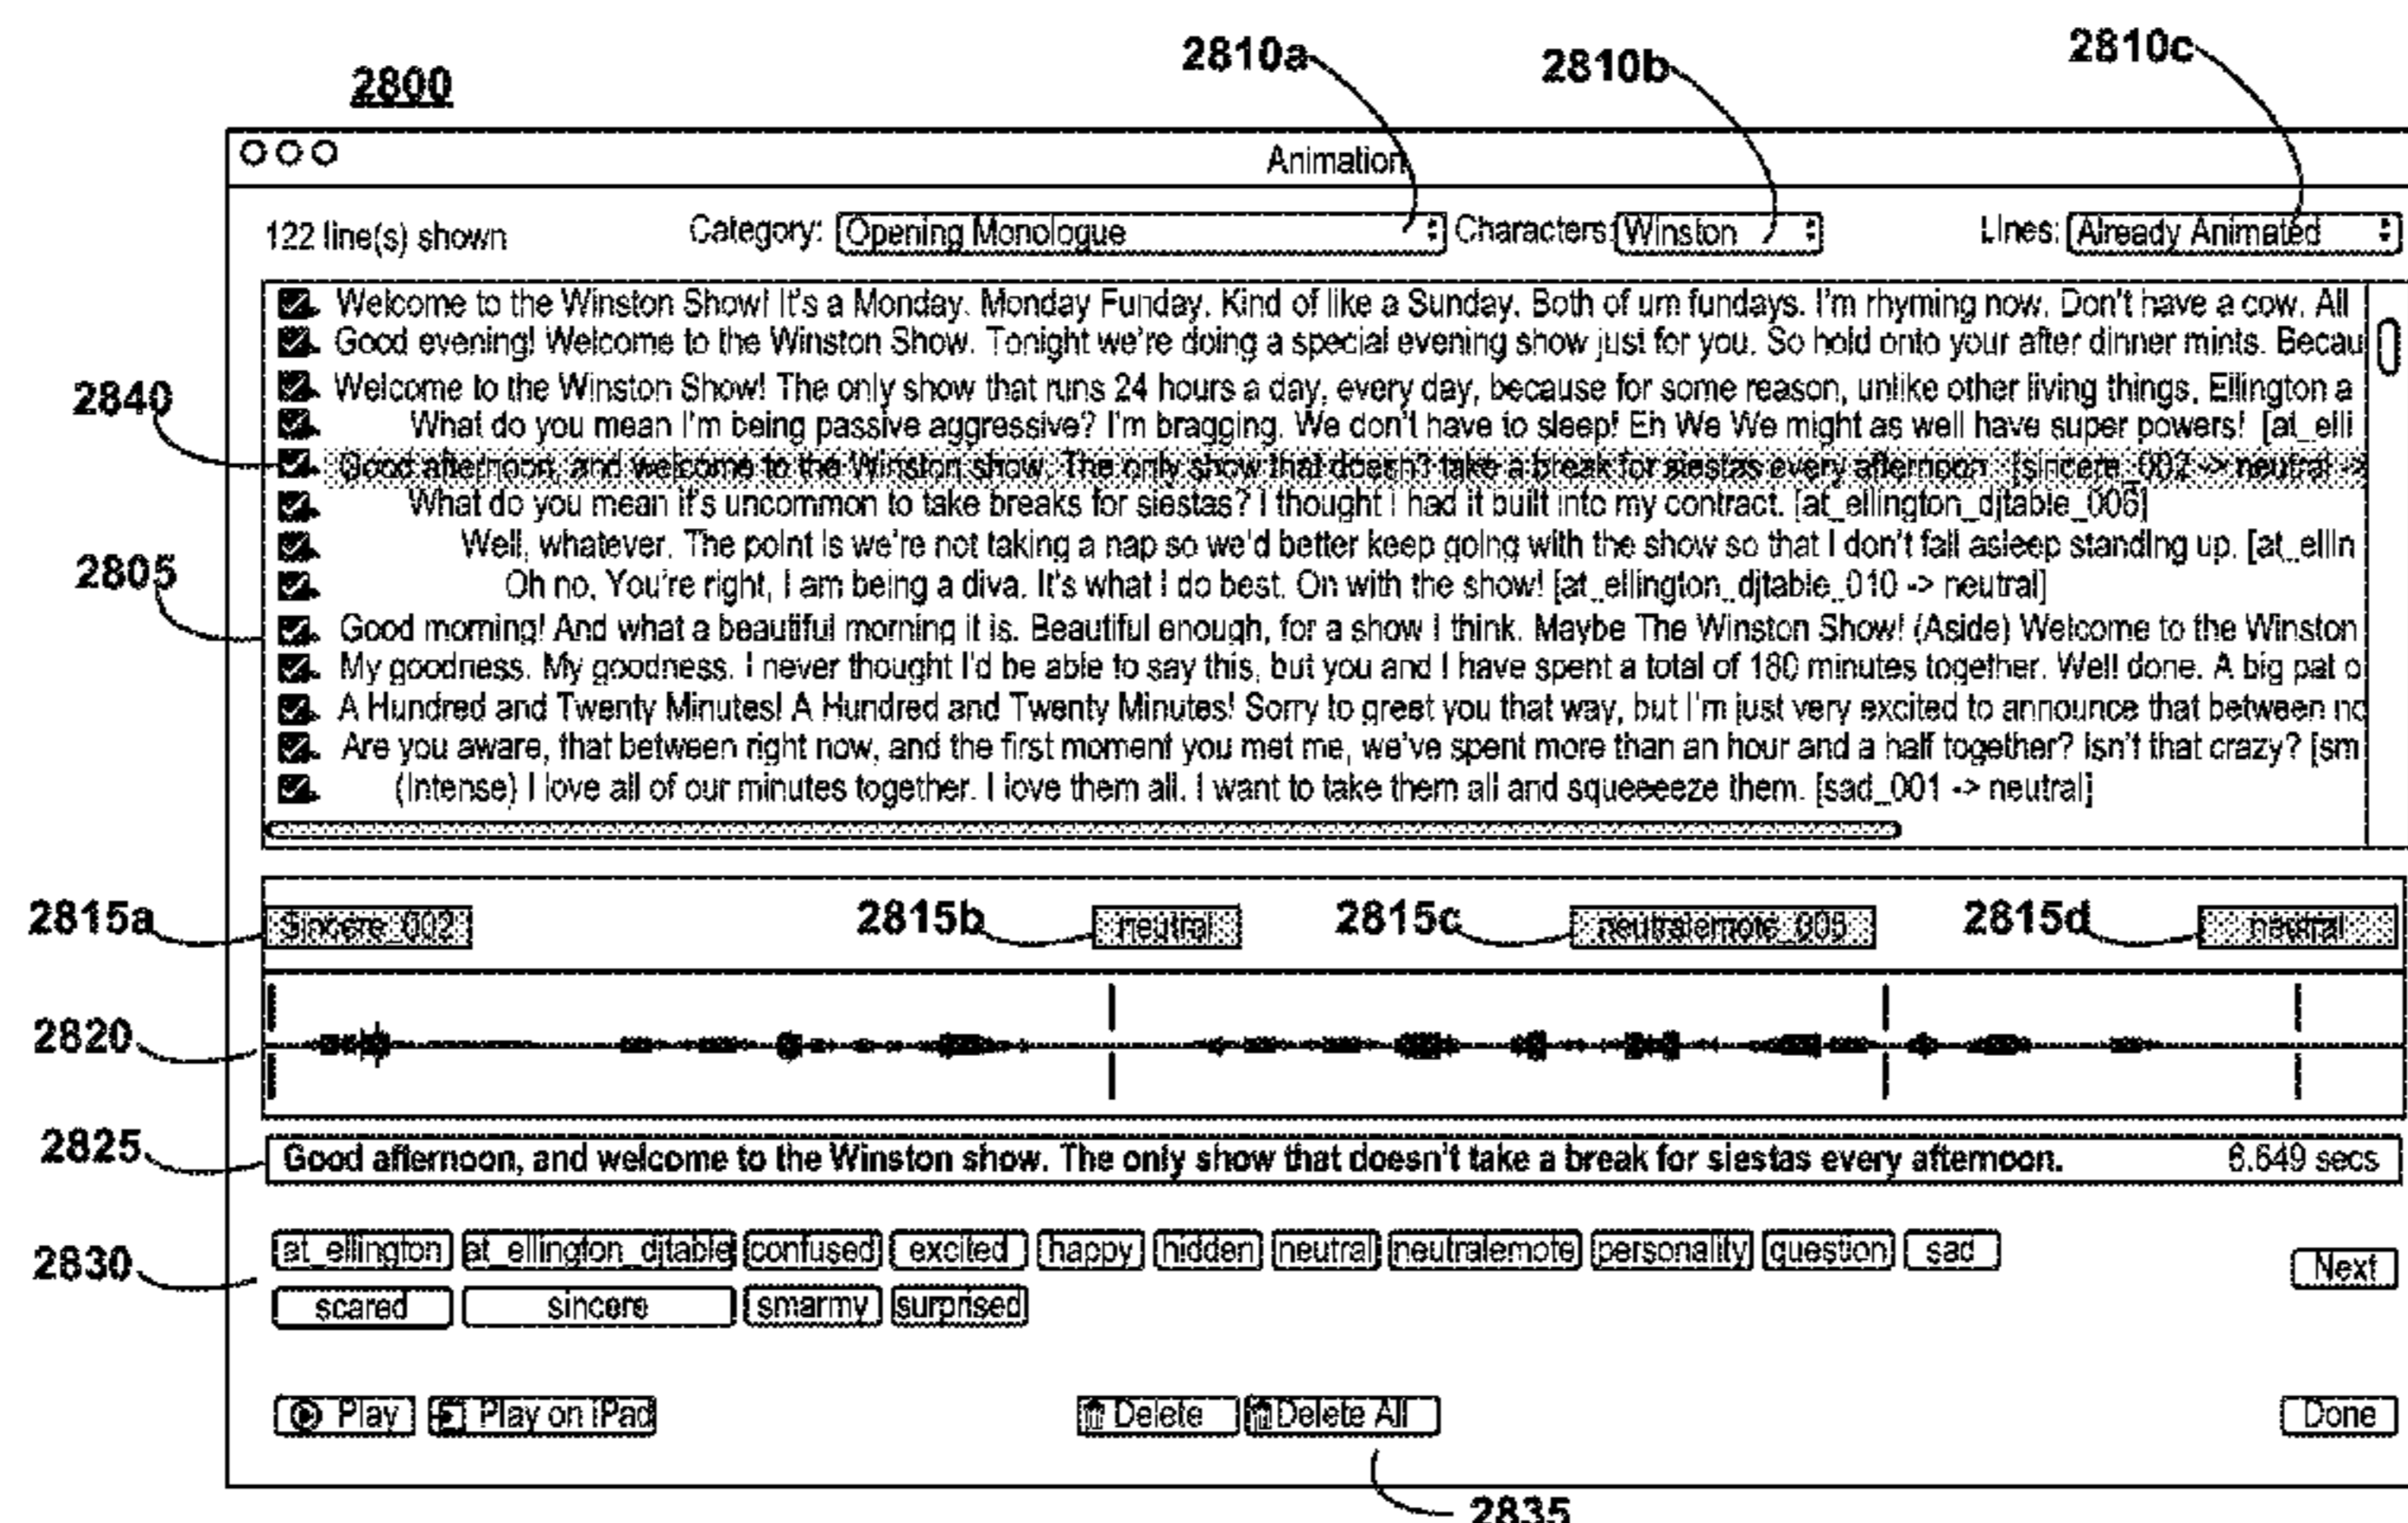 2800
2810a
2810b
2810c
Animation
122 line(s) shown
Category: Opening Monologue
Characters: Winston
Lines: Already Animated
Welcome to the Winston Show! It's a Monday. Monday Funday. Kind of like a Sunday. Both of um fundays. I'm rhyming now. Don't have a cow. All
Good evening! Welcome to the Winston Show. Tonight we're doing a special evening show just for you. So hold onto your after dinner mints. Becau
Welcome to the Winston Show! The only show that runs 24 hours a day, every day, because for some reason, unlike other living things, Ellington a
2840
What do you mean I'm being passive aggressive? I'm bragging. We don't have to sleep! Eh We We might as well have super powers! [at_elli
Good afternoon, and welcome to the Winston show. The only show that doesn't take a break for siestas every afternoon. [sincere_002 -> neutral ->
What do you mean it's uncommon to take breaks for siestas? I thought I had it built into my contract. [at_ellington_djtable_006]
Well, whatever. The point is we're not taking a nap so we'd better keep going with the show so that I don't fall asleep standing up. [at_ellin
2805
Oh no, You're right, I am being a diva. It's what I do best. On with the show! [at_ellington_djtable_010 -> neutral]
Good morning! And what a beautiful morning it is. Beautiful enough, for a show I think. Maybe The Winston Show! (Aside) Welcome to the Winston
My goodness. My goodness. I never thought I'd be able to say this, but you and I have spent a total of 180 minutes together. Well done. A big pat o
A Hundred and Twenty Minutes! A Hundred and Twenty Minutes! Sorry to greet you that way, but I'm just very excited to announce that between no
Are you aware, that between right now, and the first moment you met me, we've spent more than an hour and a half together? Isn't that crazy? [sm
(Intense) I love all of our minutes together. I love them all. I want to take them all and squeeeeze them. [sad_001 -> neutral]
2815a
Sincere_002
2815b
neutral
2815c
neutralemote_005
2815d
neutral
2820
2825
Good afternoon, and welcome to the Winston show. The only show that doesn't take a break for siestas every afternoon. 6.649 secs
2830
at_ellington at_ellington_djtable confused excited happy hidden neutral neutralemote personality question sad
Next
scared sincere smarmy surprised
Play Play on iPad Delete Delete All Done
2835